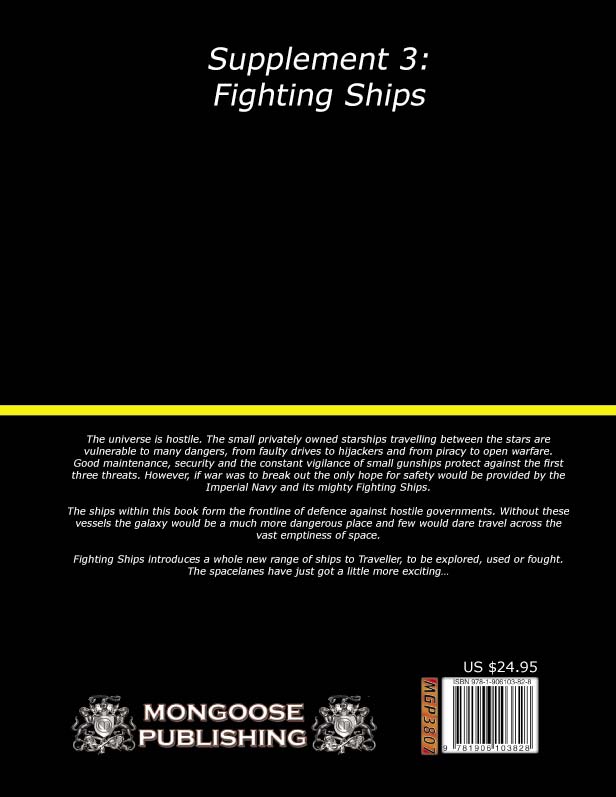 Supplement 3:
Fighting Ships
The universe is hostile. The small privately owned starships travelling between the stars are
vulnerable to many dangers, from faulty drives to hijackers and from piracy to open warfare.
Good maintenance, security and the constant vigilance of small gunships protect against the first
three threats. However, if war was to break out the only hope for safety would be provided by the
Imperial Navy and its mighty Fighting Ships.
The ships within this book form the frontline of defence against hostile governments. Without these
vessels the galaxy would be a much more dangerous place and few would dare travel across the
vast emptiness of space.
Fighting Ships introduces a whole new range of ships to Traveller, to be explored, used or fought.
The spacelanes have just got a little more exciting…
US $24.95
ISBN 978-1-906103-82-8
MGP3807
9 781906 103828
MONGOOSE
PUBLISHING